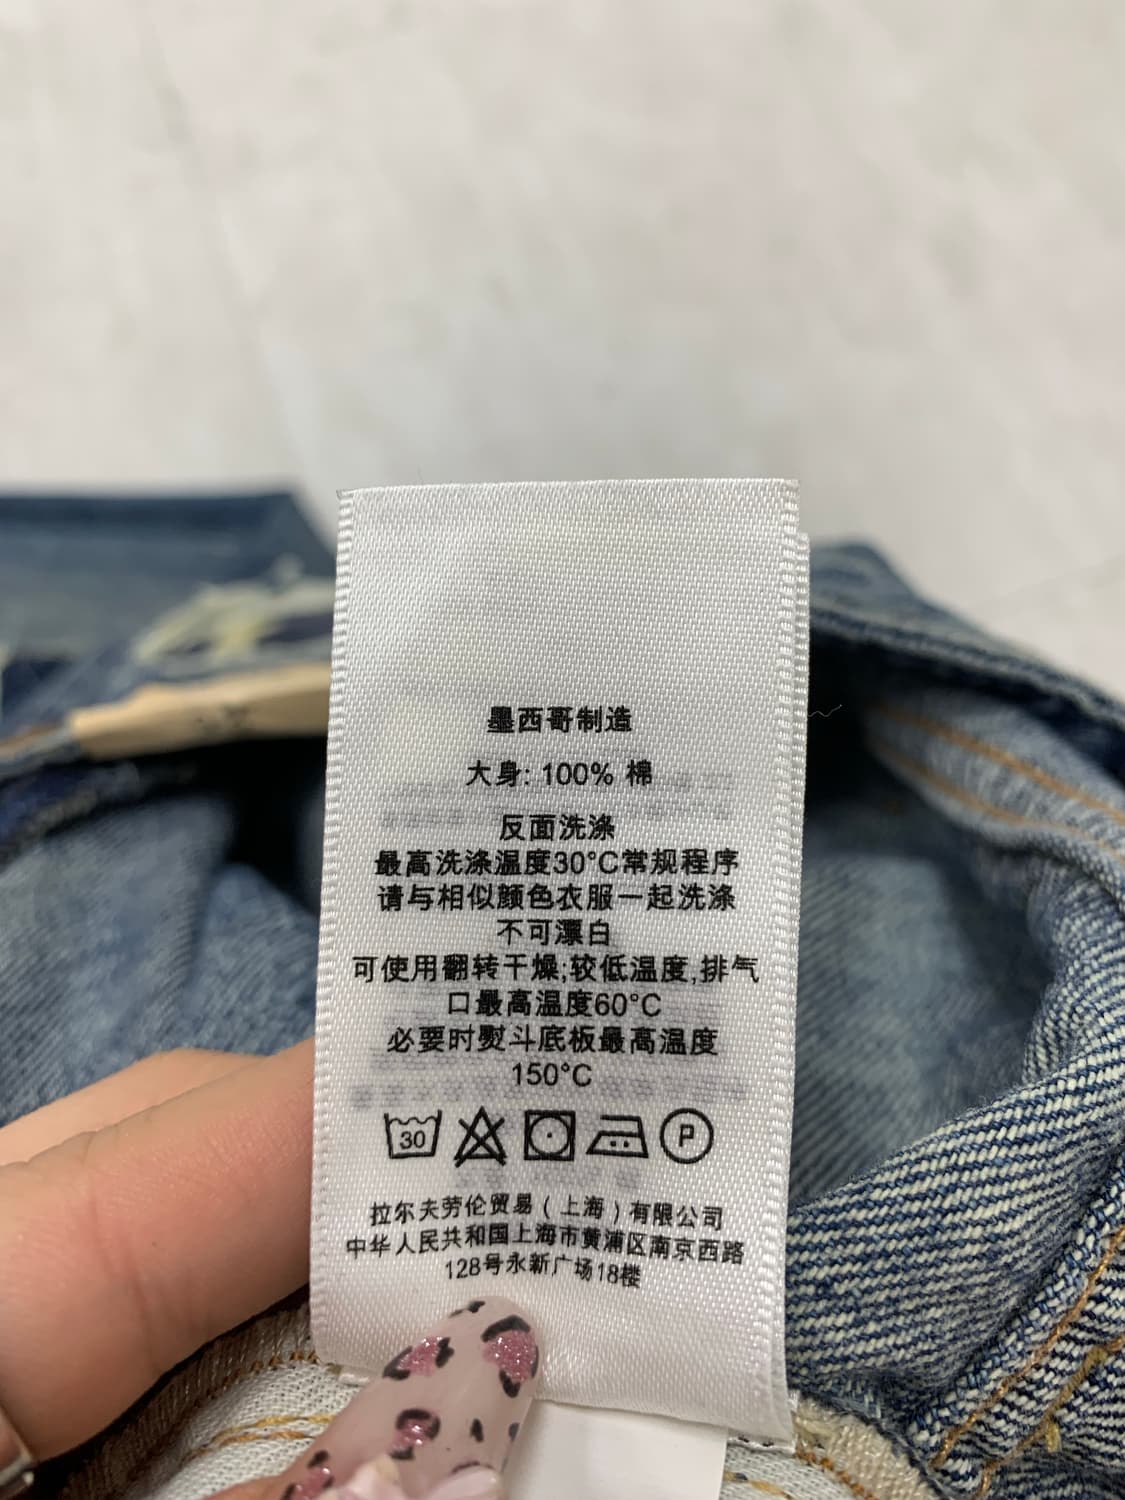 墨西哥制造
大身: 100% 棉
反面洗涤
最高洗涤温度30°C常规程序
请与相似颜色衣服一起洗涤
不可漂白
可使用翻转干燥;较低温度,排气
口最高温度60°C
必要时熨斗底板最高温度
150°C
30 P
拉尔夫劳伦贸易(上海)有限公司
中华人民共和国上海市黄浦区南京西路
128号永新广场18楼